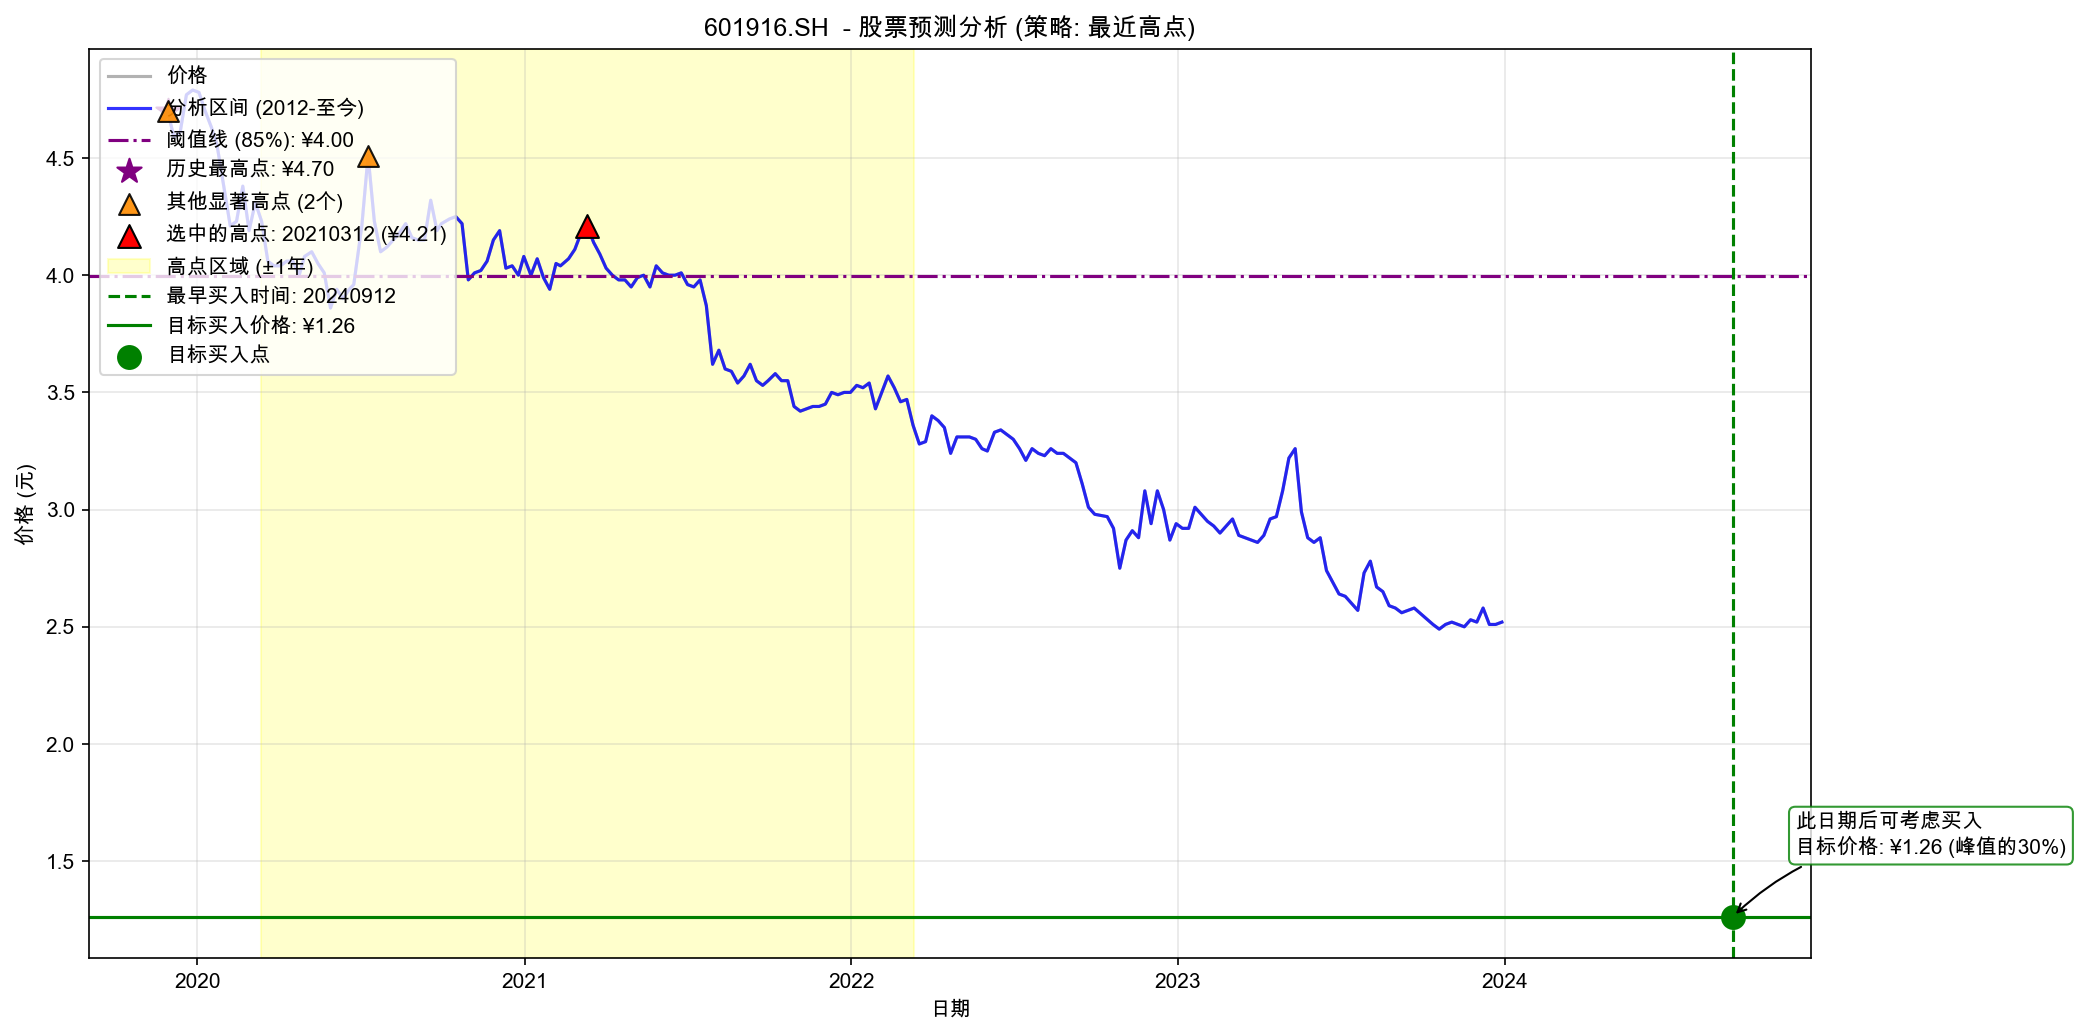 601916.SH - 股票预测分析 (策略: 最近高点)
价格
分析区间 (2012-至今)
阈值线 (85%): ¥4.00
历史最高点: ¥4.70
其他显著高点 (2个)
选中的高点: 20210312 (¥4.21)
高点区域 (±1年)
最早买入时间: 20240912
目标买入价格: ¥1.26
目标买入点
4.5
4.0
3.5
3.0
2.5
2.0
1.5
价格 (元)
此日期后可考虑买入
目标价格: ¥1.26 (峰值的30%)
2020
2021
2022
2023
2024
日期